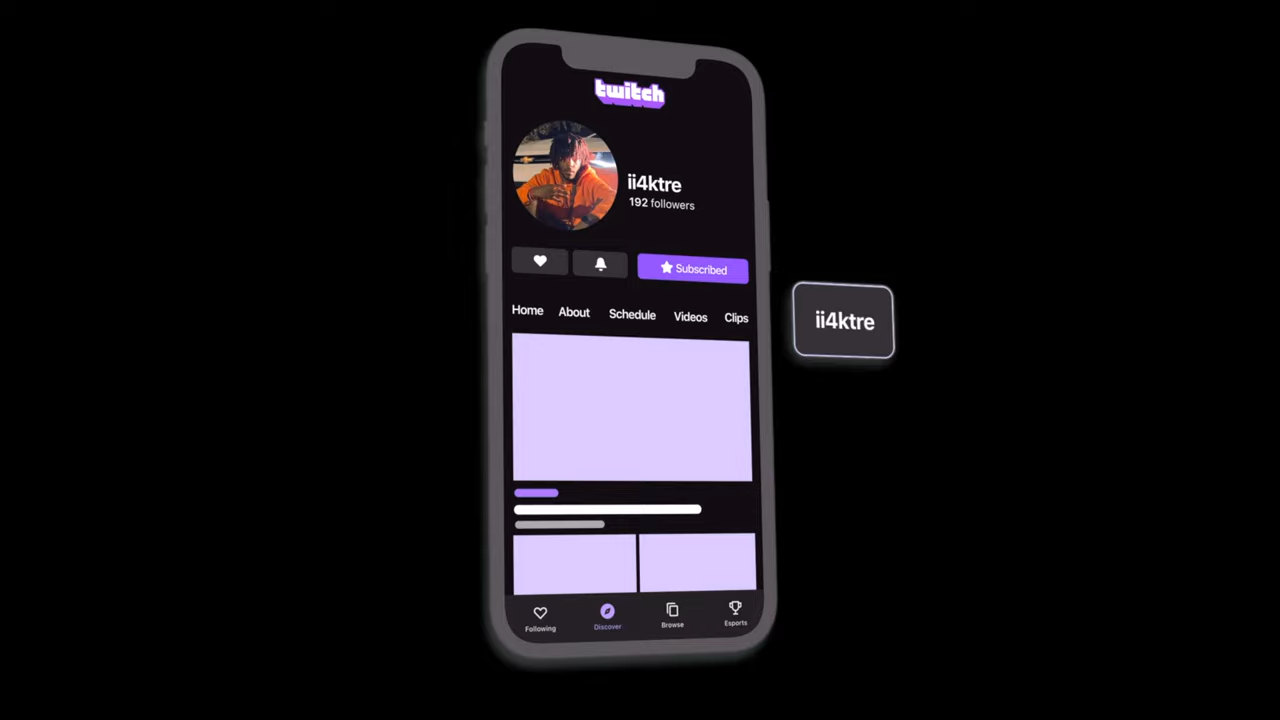 twitch
ii4ktre
192 followers
Subscribed
Home About Schedule Videos Clips
ii4ktre
Following Discover Browse Esports